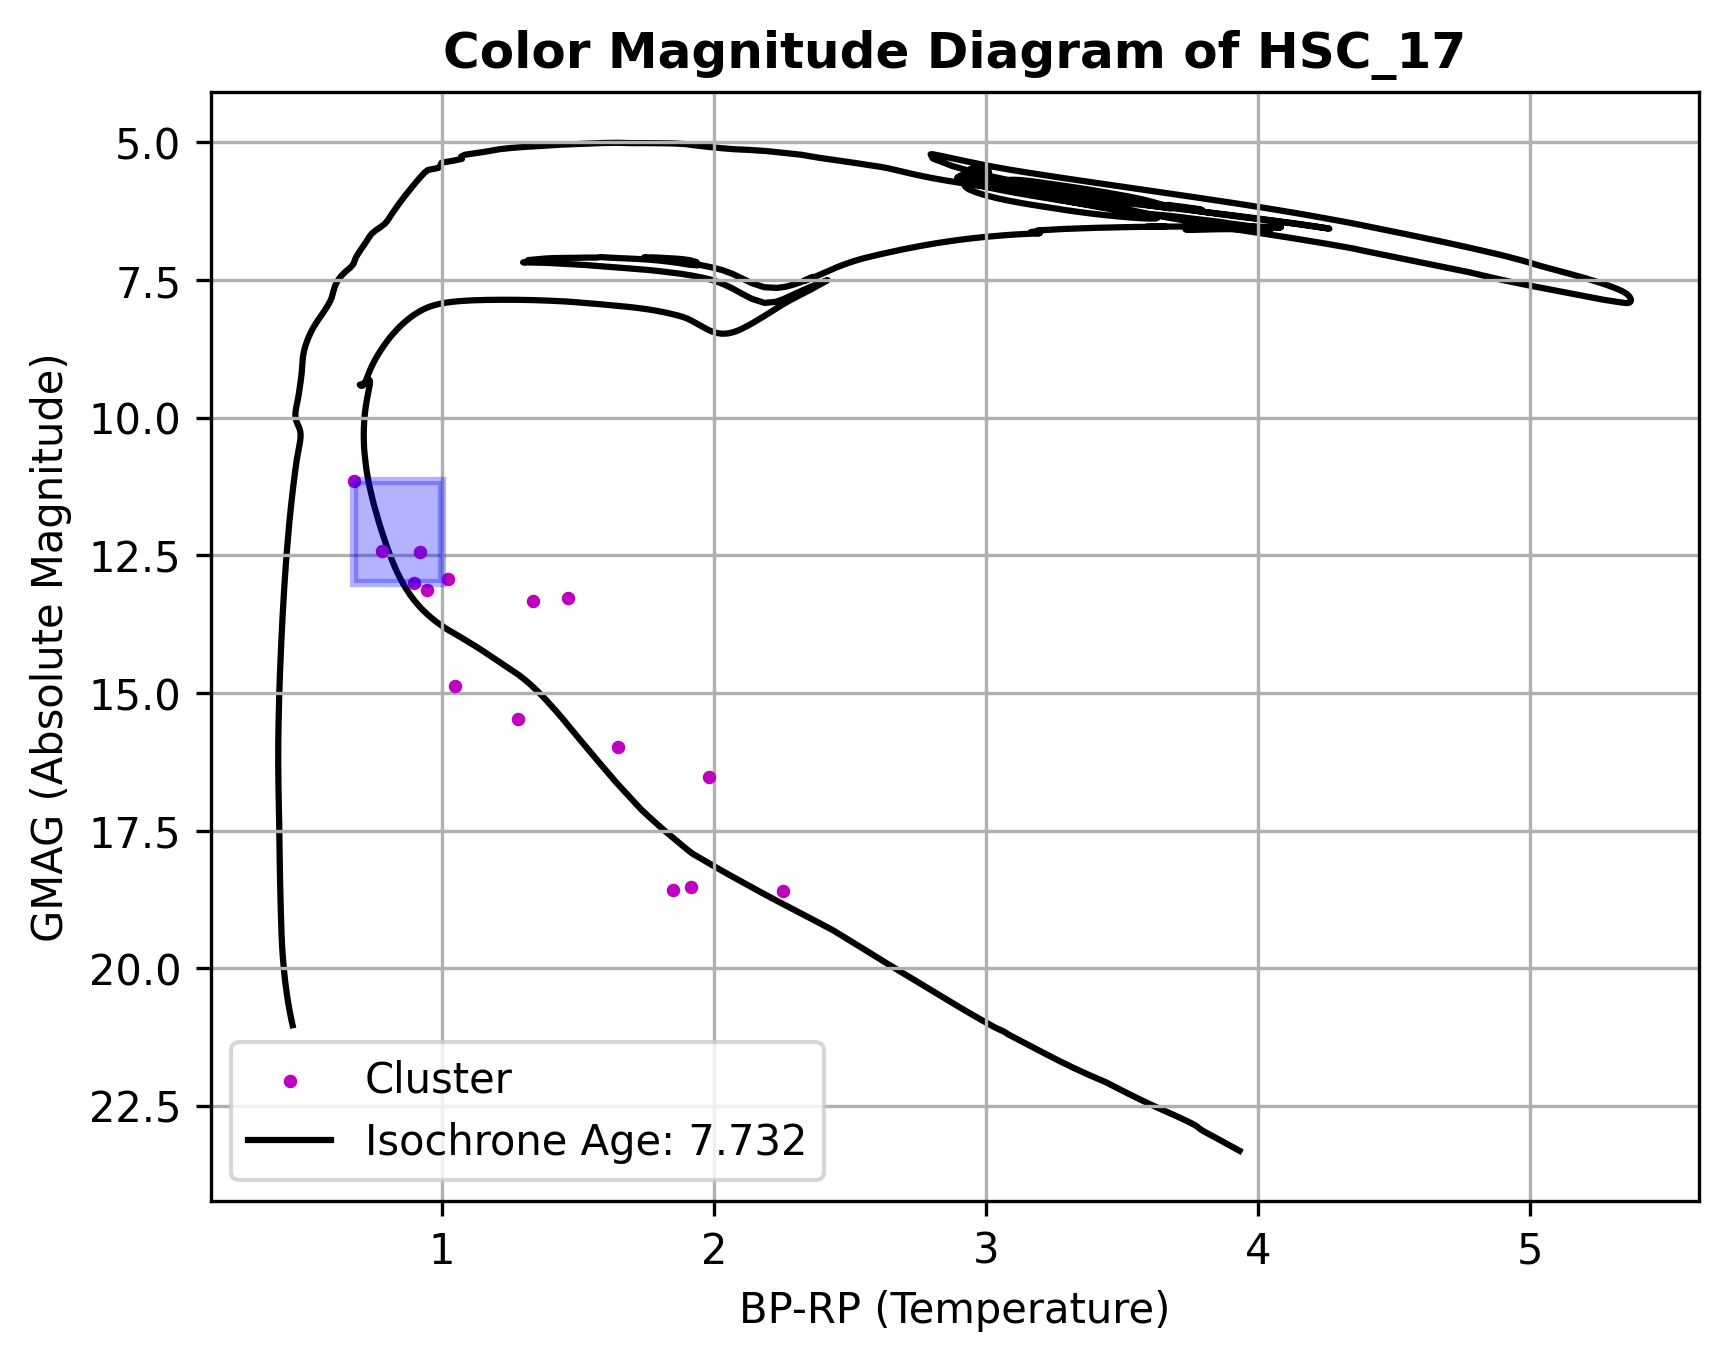 Color Magnitude Diagram of HSC_17
GMAG (Absolute Magnitude)
5.0
7.5
10.0
12.5
15.0
17.5
20.0
22.5
Cluster
Isochrone Age: 7.732
1 2 3 4 5
BP-RP (Temperature)